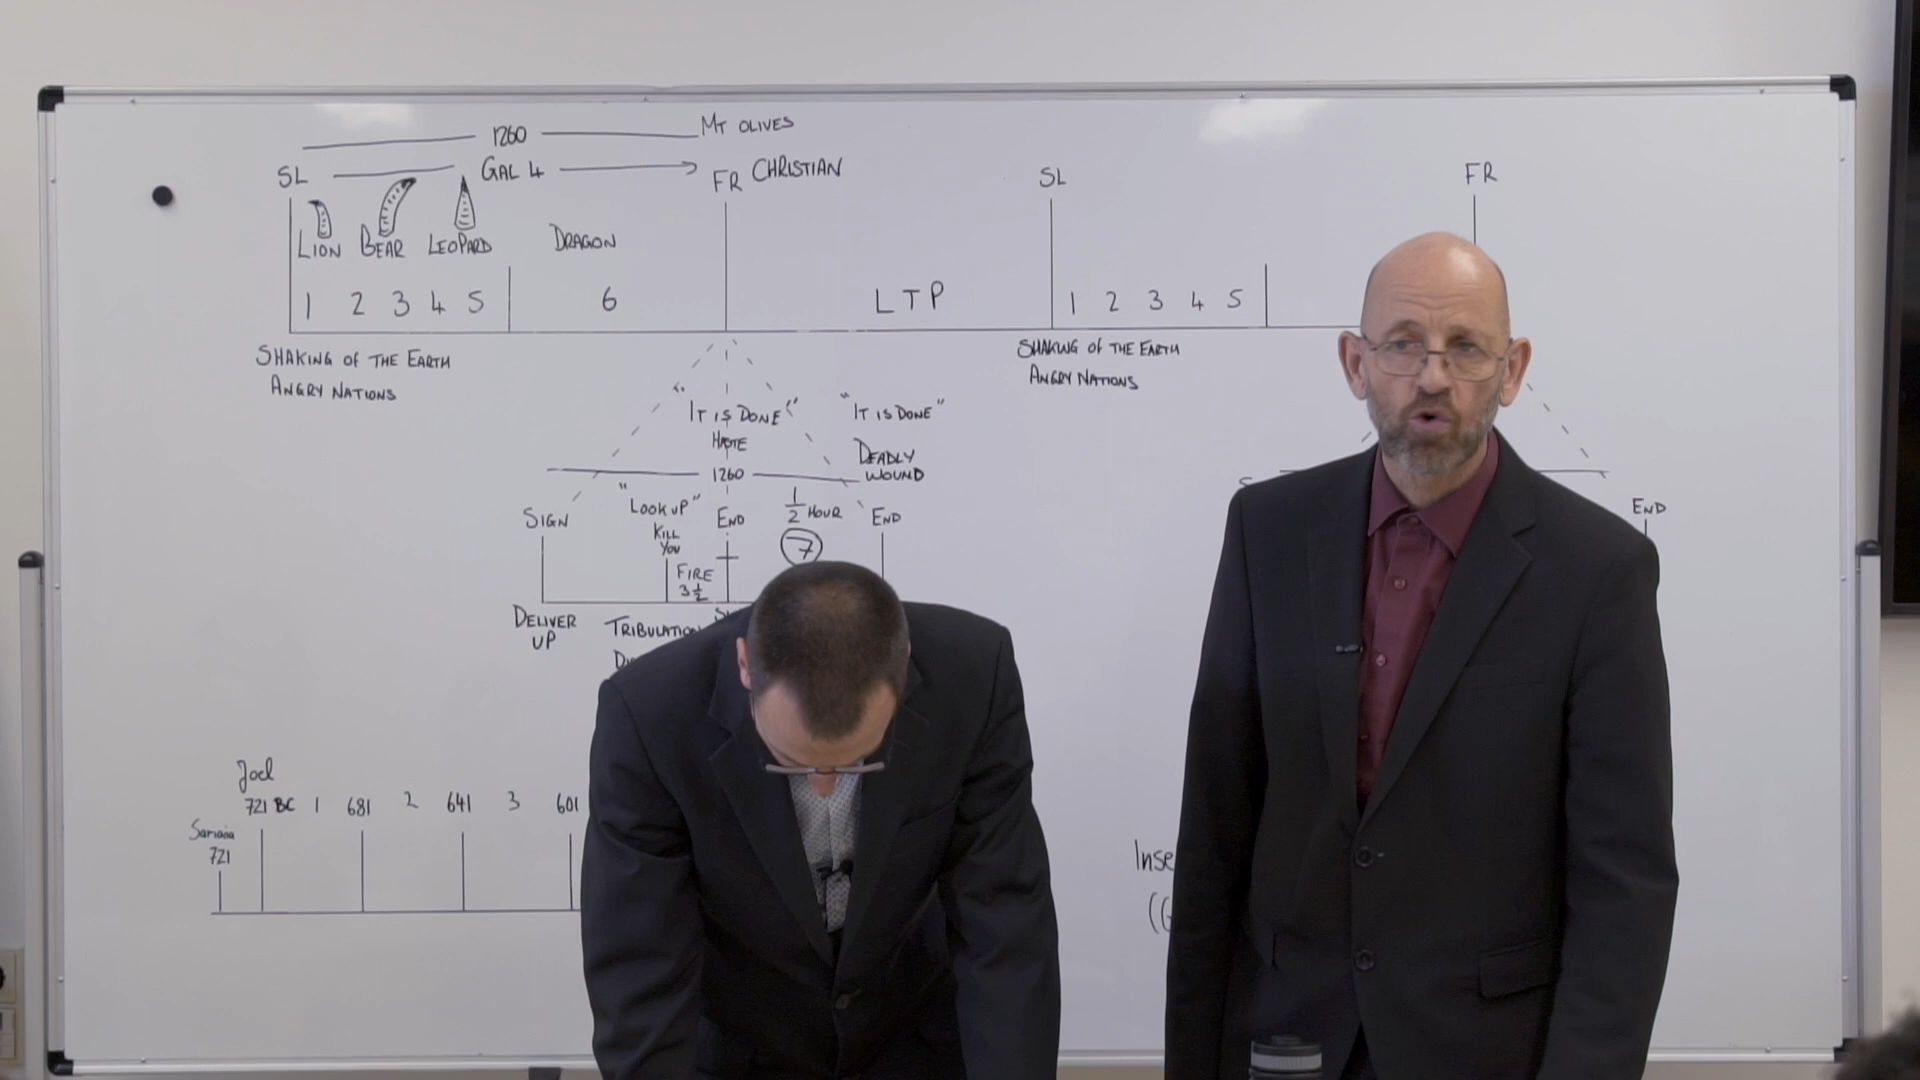 1260
MT OLIVES
SL
GAL 4
FR
CHRISTIAN
SL
FR
LION
BEAR
LEOPARD
DRAGON
1 2 3 4 5
6
LTP
1 2 3 4 5
SHAKING OF THE EARTH
ANGRY NATIONS
SHAKING OF THE EARTH
ANGRY NATIONS
"IT IS DONE"
"IT IS DONE"
HASTE
DEADLY
WOUND
1260
SIGN
"LOOK UP"
KILL
YOU
END
1/2 HOUR
END
END
7
FIRE
3 1/2
DELIVER
UP
TRIBULATION
Joel
721 BC 1 681 2 641 3 601
Samaria
721
Inse